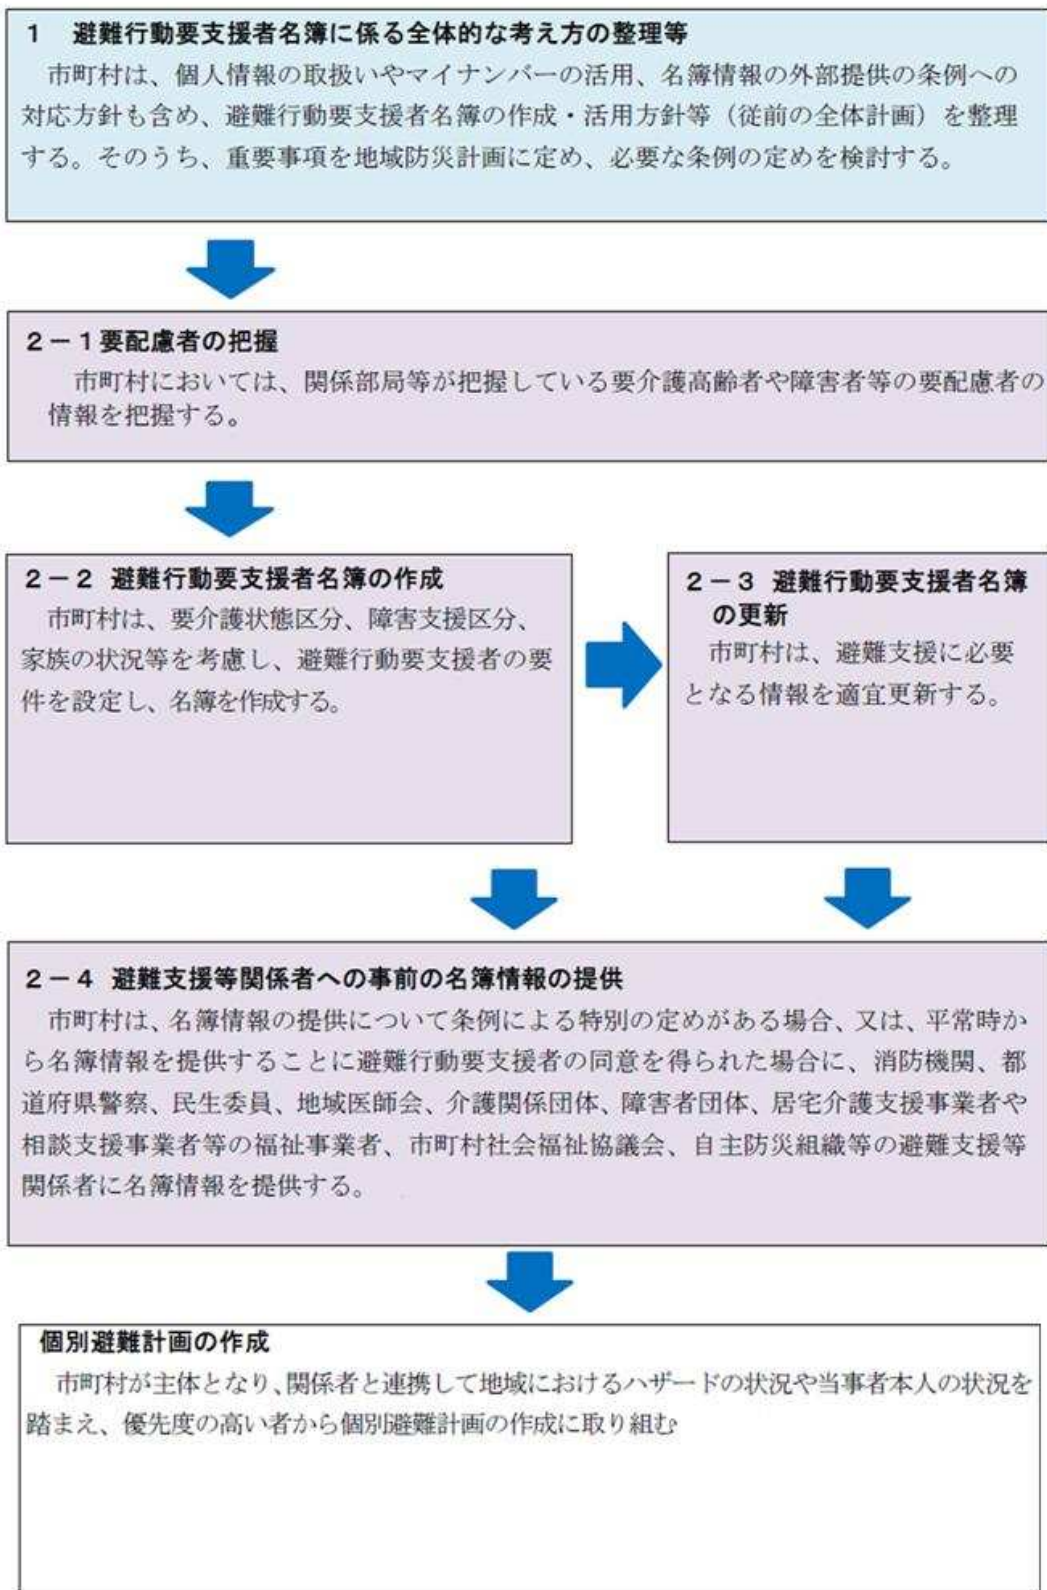 １　避難行動要支援者名簿に係る全体的な考え方の整理等
市町村は、個人情報の取扱いやマイナンバーの活用、名簿情報の外部提供の条例への
対応方針も含め、避難行動要支援者名簿の作成・活用方針等（従前の全体計画）を整理
する。そのうち、重要事項を地域防災計画に定め、必要な条例の定めを検討する。
２－１要配慮者の把握
市町村においては、関係部局等が把握している要介護高齢者や障害者等の要配慮者の
情報を把握する。
２－２ 避難行動要支援者名簿の作成
市町村は、要介護状態区分、障害支援区分、
家族の状況等を考慮し、避難行動要支援者の要
件を設定し、名簿を作成する。
２－３ 避難行動要支援者名簿
の更新
市町村は、避難支援に必要
となる情報を適宜更新する。
２－４ 避難支援等関係者への事前の名簿情報の提供
市町村は、名簿情報の提供について条例による特別の定めがある場合、又は、平常時か
ら名簿情報を提供することに避難行動要支援者の同意を得られた場合に、消防機関、都
道府県警察、民生委員、地域医師会、介護関係団体、障害者団体、居宅介護支援事業者や
相談支援事業者等の福祉事業者、市町村社会福祉協議会、自主防災組織等の避難支援等
関係者に名簿情報を提供する。
個別避難計画の作成
市町村が主体となり、関係者と連携して地域におけるハザードの状況や当事者本人の状況を
踏まえ、優先度の高い者から個別避難計画の作成に取り組む